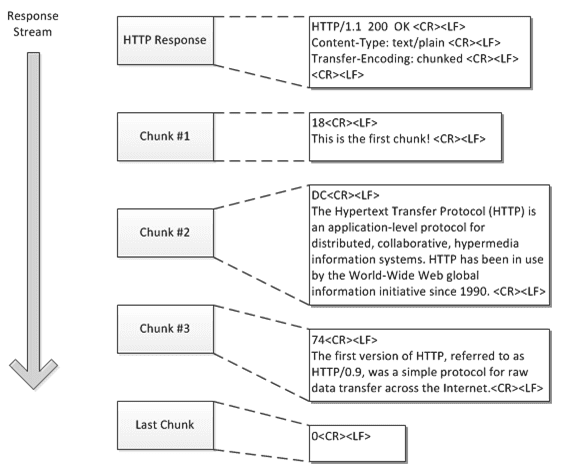 Response
Stream
HTTP Response
HTTP/1.1 200 OK <CR><LF>
Content-Type: text/plain <CR><LF>
Transfer-Encoding: chunked <CR><LF>
<CR><LF>
Chunk #1
18<CR><LF>
This is the first chunk! <CR><LF>
Chunk #2
DC<CR><LF>
The Hypertext Transfer Protocol (HTTP) is
an application-level protocol for
distributed, collaborative, hypermedia
information systems. HTTP has been in use
by the World-Wide Web global
information initiative since 1990. <CR><LF>
Chunk #3
74<CR><LF>
The first version of HTTP, referred to as
HTTP/0.9, was a simple protocol for raw
data transfer across the Internet.<CR><LF>
Last Chunk
0<CR><LF>